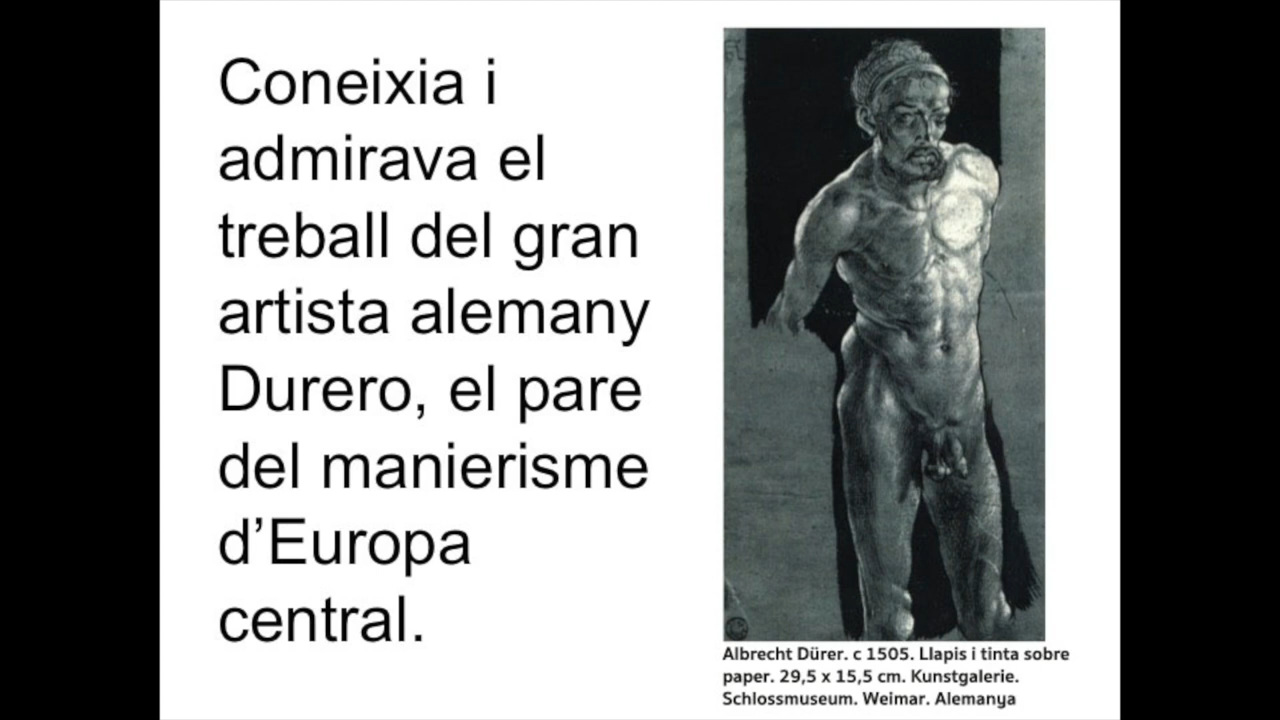 Coneixia i
admirava el
treball del gran
artista alemany
Durero, el pare
del manierisme
d’Europa
central.
Albrecht Dürer. c 1505. Llapis i tinta sobre
paper. 29,5 x 15,5 cm. Kunstgalerie.
Schlossmuseum. Weimar. Alemanya